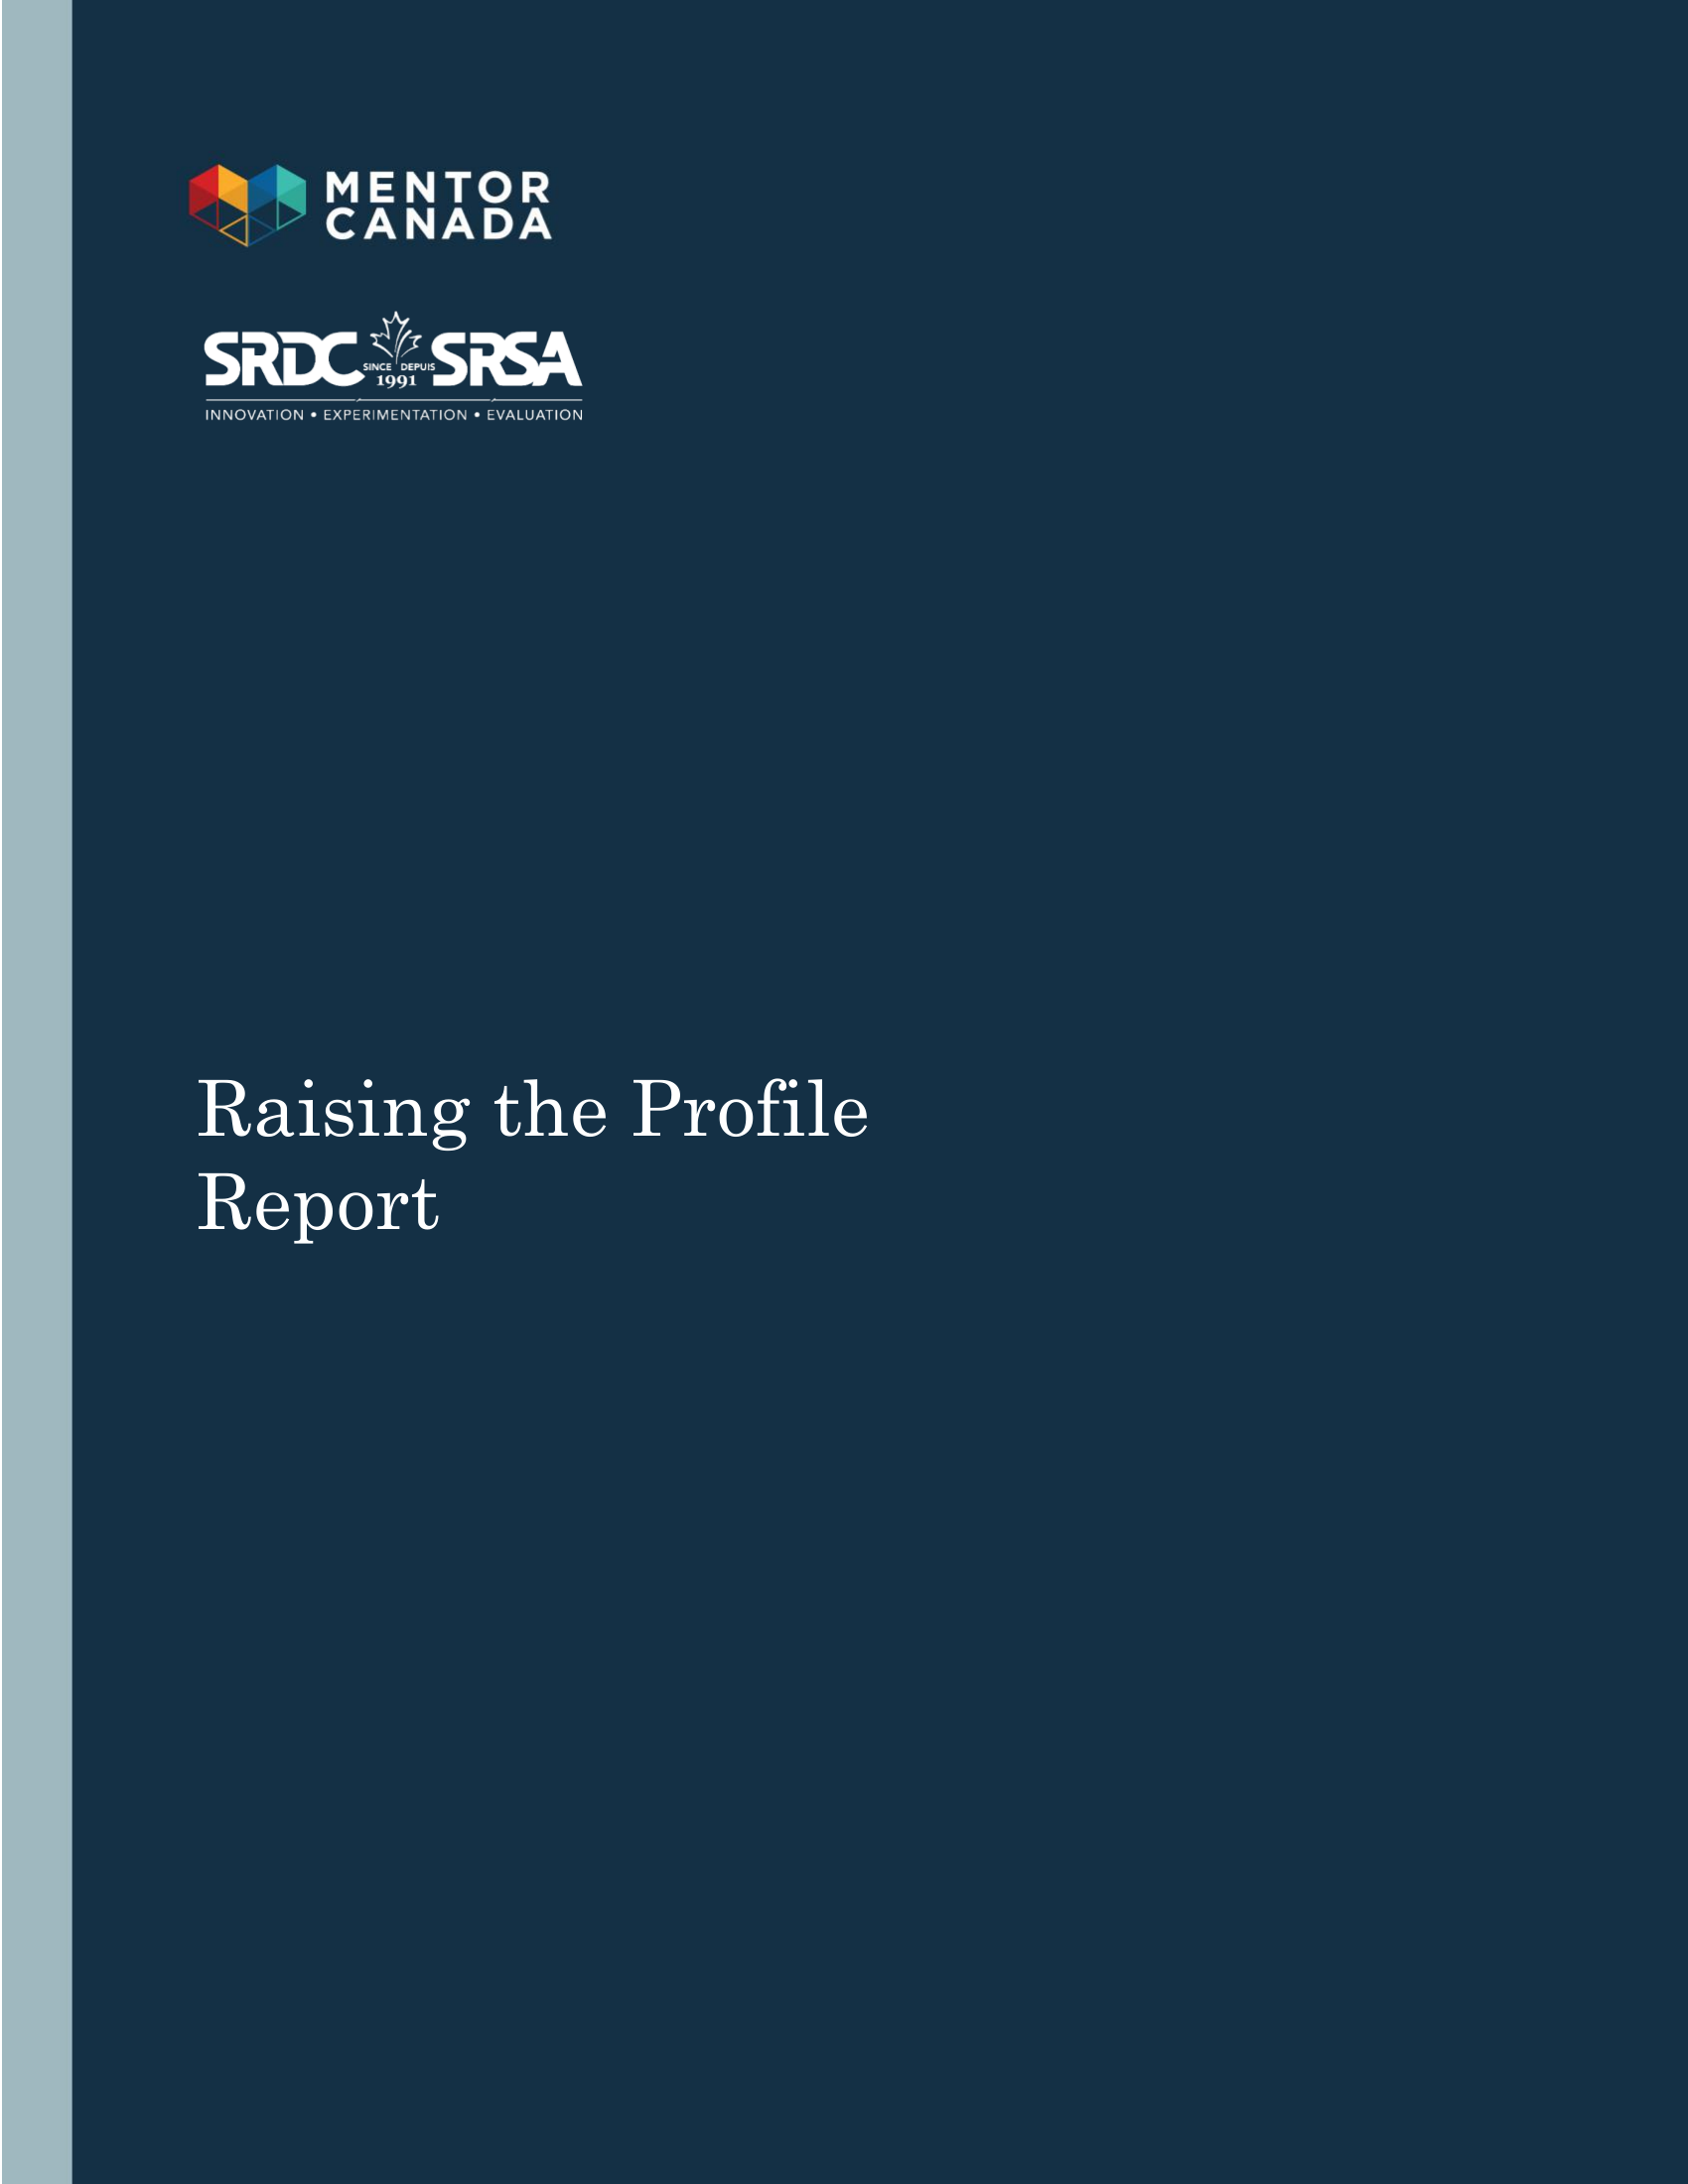 MENTOR
CANADA
SRDC SINCE DEPUIS 1991 SRSA
INNOVATION • EXPERIMENTATION • EVALUATION
Raising the Profile
Report